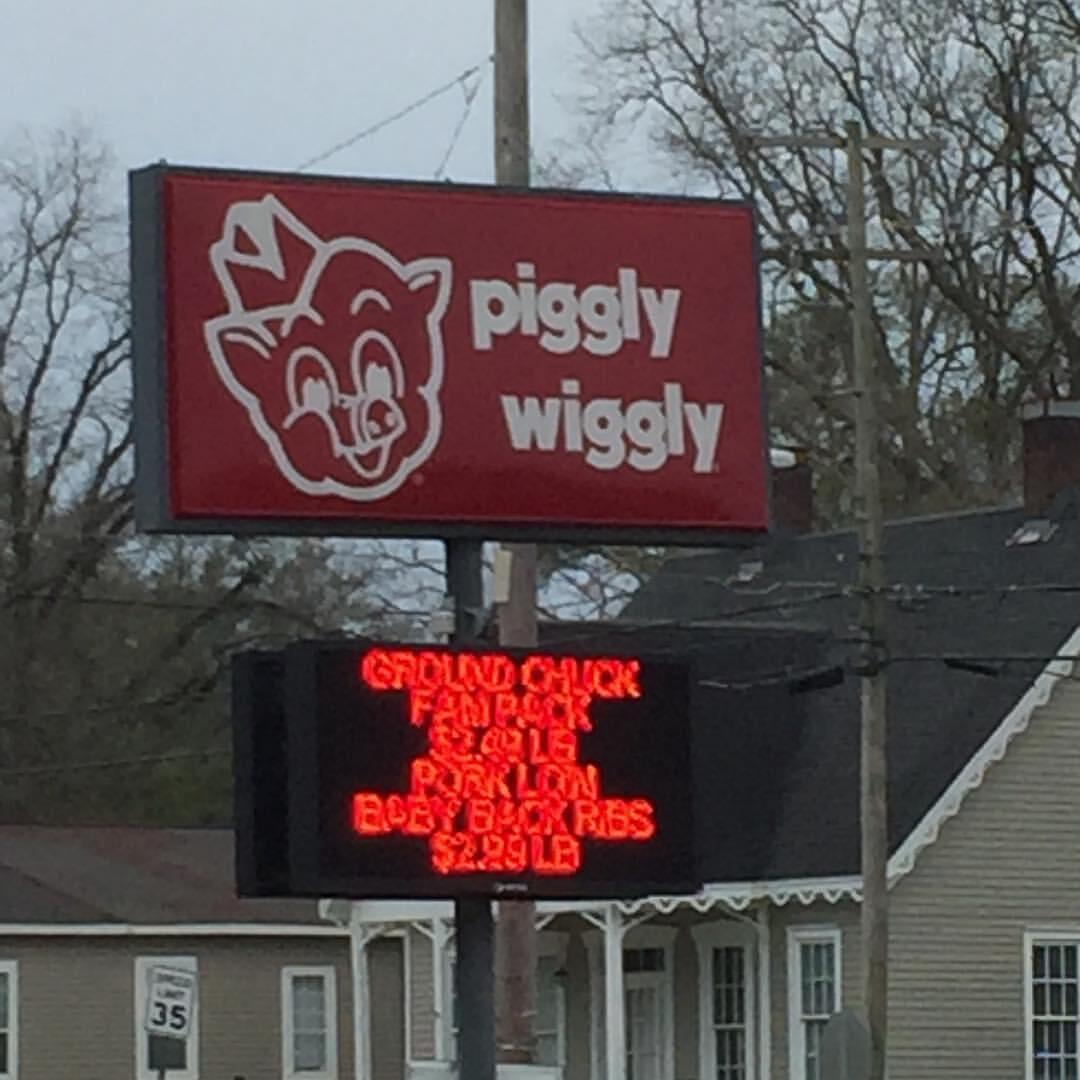 piggly
wiggly
GROUND CHUCK
FAM PACK
$2.49 LB
PORK LOIN
BABY BACK RIBS
$2.99 LB
SPEED
LIMIT
35